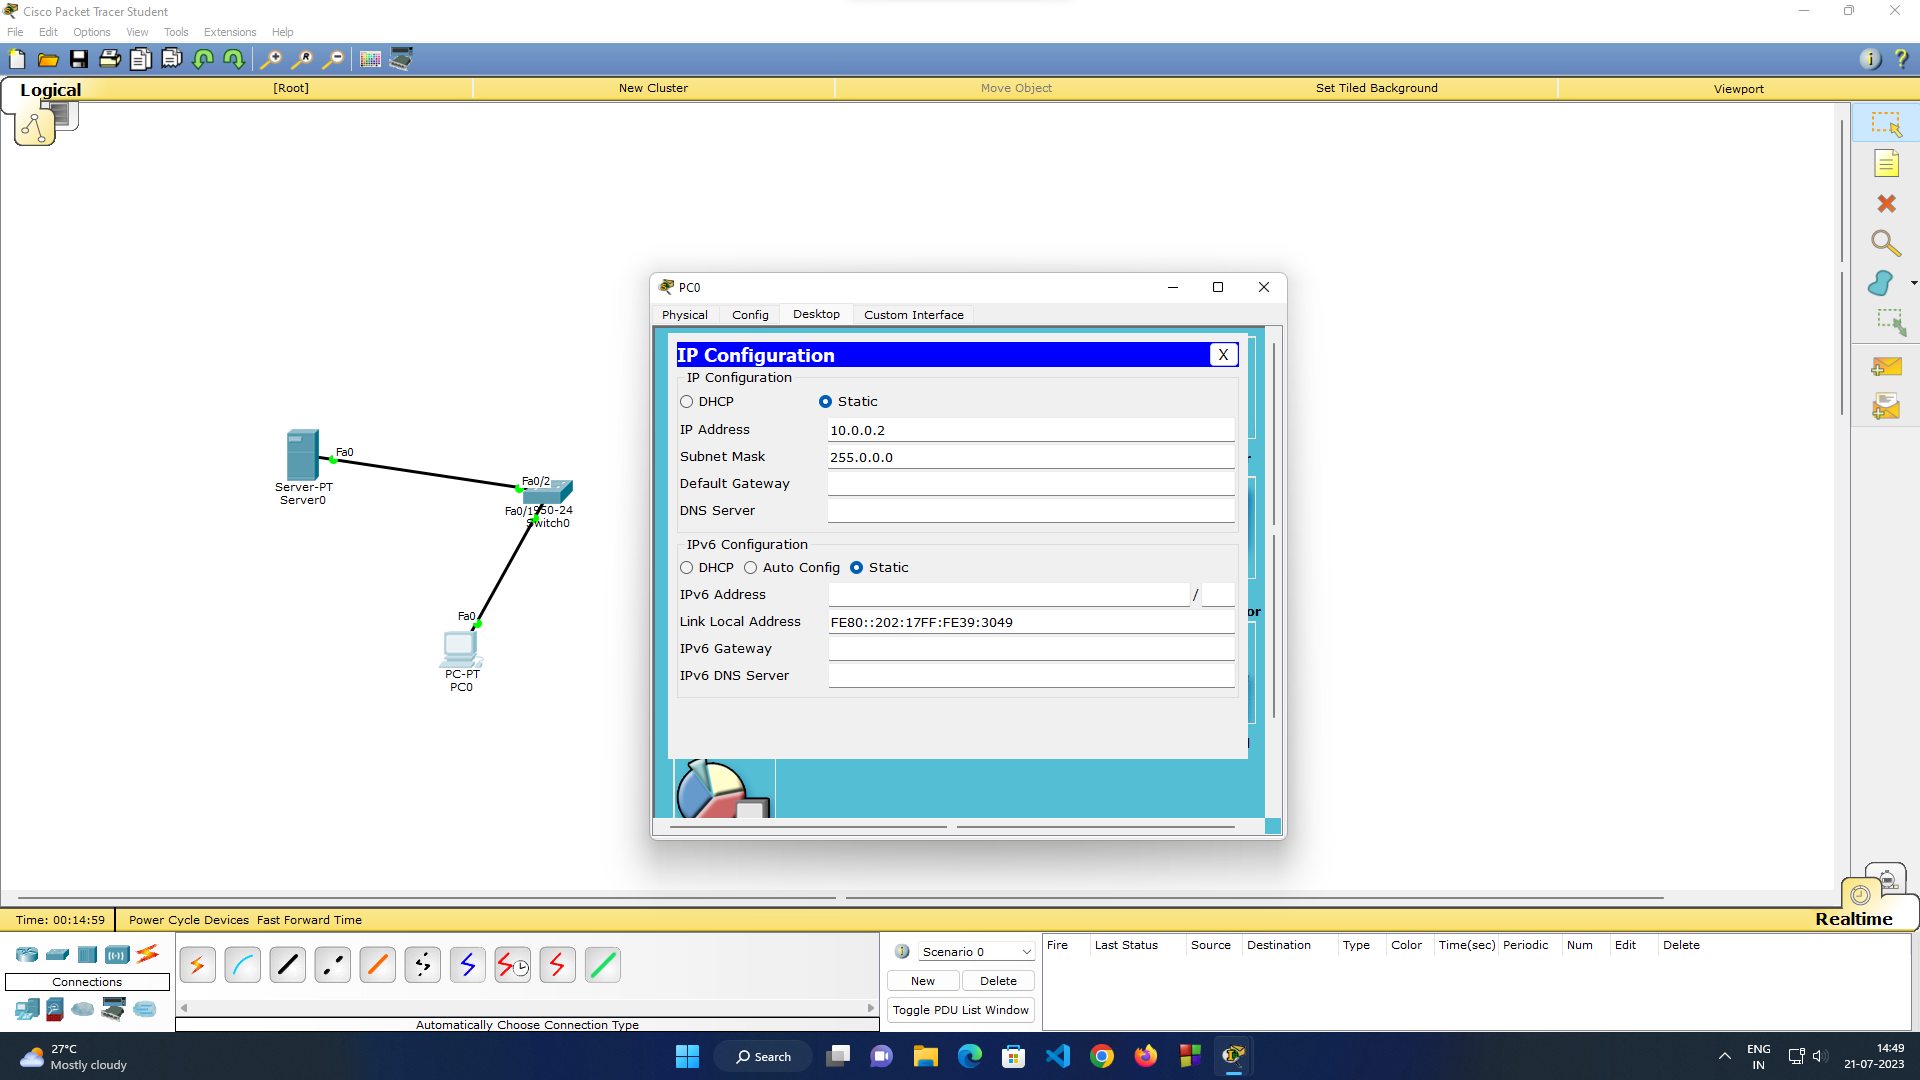 Cisco Packet Tracer Student
File Edit Options View Tools Extensions Help
Logical [Root] New Cluster Move Object Set Tiled Background Viewport
PC0
Physical Config Desktop Custom Interface
IP Configuration X
IP Configuration
DHCP Static
IP Address 10.0.0.2
Subnet Mask 255.0.0.0
Default Gateway
DNS Server
IPv6 Configuration
DHCP Auto Config Static
IPv6 Address /
Link Local Address FE80::202:17FF:FE39:3049
IPv6 Gateway
IPv6 DNS Server
or
Fa0
Server-PT
Server0
Fa0/2
Fa0/1 950-24
Switch0
Fa0
PC-PT
PC0
Time: 00:14:59 Power Cycle Devices Fast Forward Time Realtime
Connections
Automatically Choose Connection Type
Scenario 0
New Delete
Toggle PDU List Window
Fire Last Status Source Destination Type Color Time(sec) Periodic Num Edit Delete
27°C
Mostly cloudy
Search
ENG
IN
14:49
21-07-2023